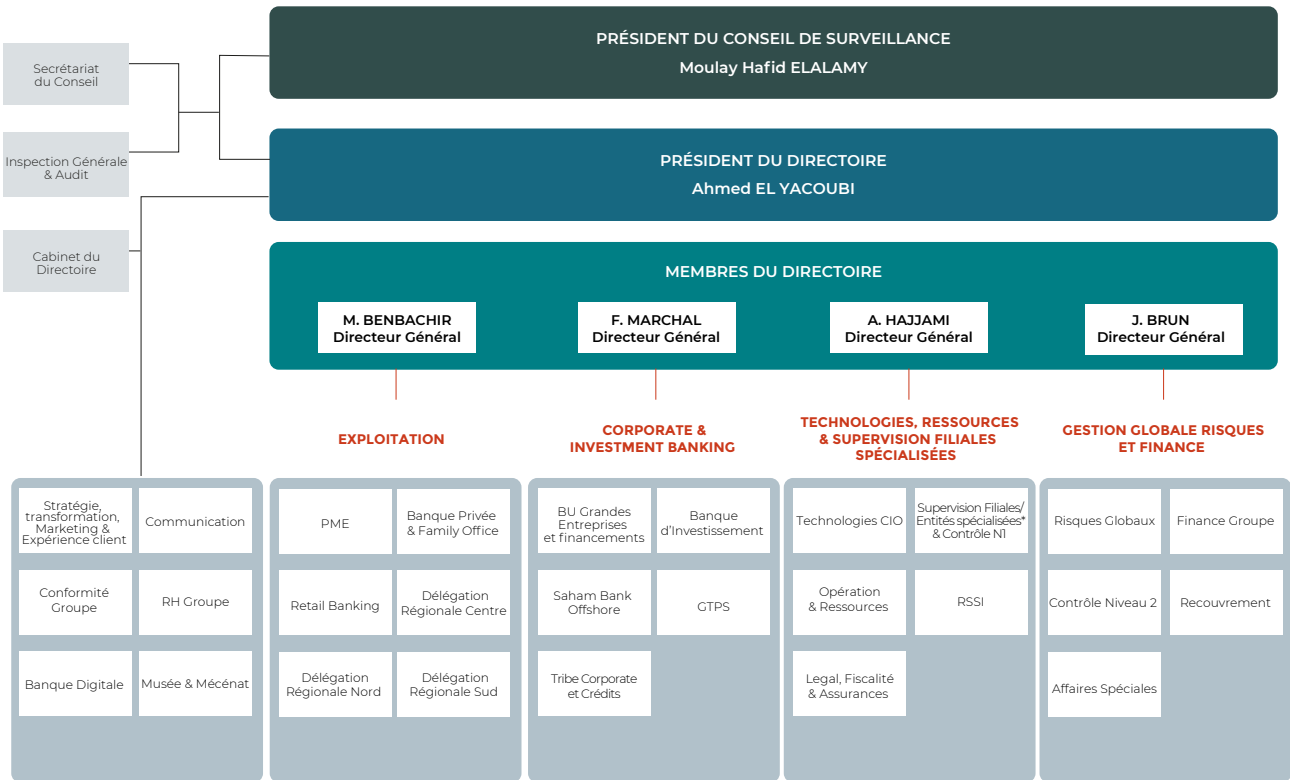 PRÉSIDENT DU CONSEIL DE SURVEILLANCE
Moulay Hafid ELALAMY
Secrétariat
du Conseil
Inspection Générale
& Audit
PRÉSIDENT DU DIRECTOIRE
Ahmed EL YACOUBI
Cabinet du
Directoire
MEMBRES DU DIRECTOIRE
M. BENBACHIR
Directeur Général
F. MARCHAL
Directeur Général
A. HAJJAMI
Directeur Général
J. BRUN
Directeur Général
EXPLOITATION
CORPORATE &
INVESTMENT BANKING
TECHNOLOGIES, RESSOURCES
& SUPERVISION FILIALES
SPÉCIALISÉES
GESTION GLOBALE RISQUES
ET FINANCE
Stratégie,
transformation,
Marketing &
Expérience client
Communication
Conformité
Groupe
RH Groupe
Banque Digitale
Musée & Mécénat
PME
Banque Privée
& Family Office
Retail Banking
Délégation
Régionale Centre
Délégation
Régionale Nord
Délégation
Régionale Sud
BU Grandes
Entreprises
et financements
Banque
d’Investissement
Saham Bank
Offshore
GTPS
Tribe Corporate
et Crédits
Technologies CIO
Supervision Filiales/
Entités spécialisées*
& Contrôle N1
Opération
& Ressources
RSSI
Legal, Fiscalité
& Assurances
Risques Globaux
Finance Groupe
Contrôle Niveau 2
Recouvrement
Affaires Spéciales